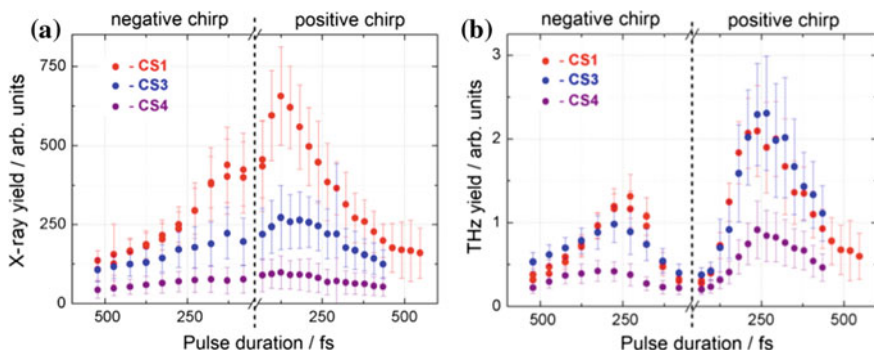 negative chirp positive chirp
(a)
X-ray yield / arb. units
750
500
250
0
- CS1
- CS3
- CS4
500 250 250 500
Pulse duration / fs
negative chirp positive chirp
(b)
THz yield / arb. units
3
2
1
0
- CS1
- CS3
- CS4
500 250 250 500
Pulse duration / fs